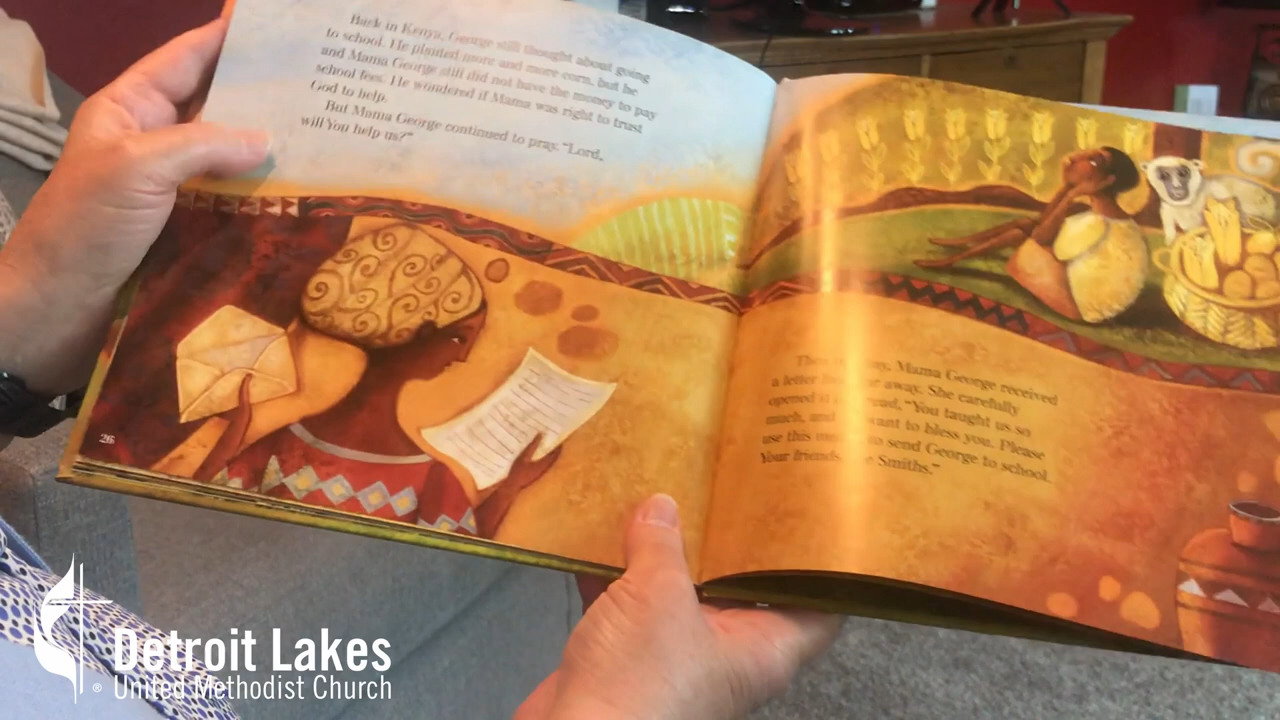 Back in Kenya, George still thought about going
to school. He planted more and more corn, but he
and Mama George still did not have the money to pay
school fees. He wondered if Mama was right to trust
God to help.
But Mama George continued to pray. "Lord,
will You help us?"
26
Mama George received
a letter far away. She carefully
opened it "You taught us so
much, and want to bless you. Please
use this to send George to school.
Your friends, Smiths."
Detroit Lakes
® United Methodist Church